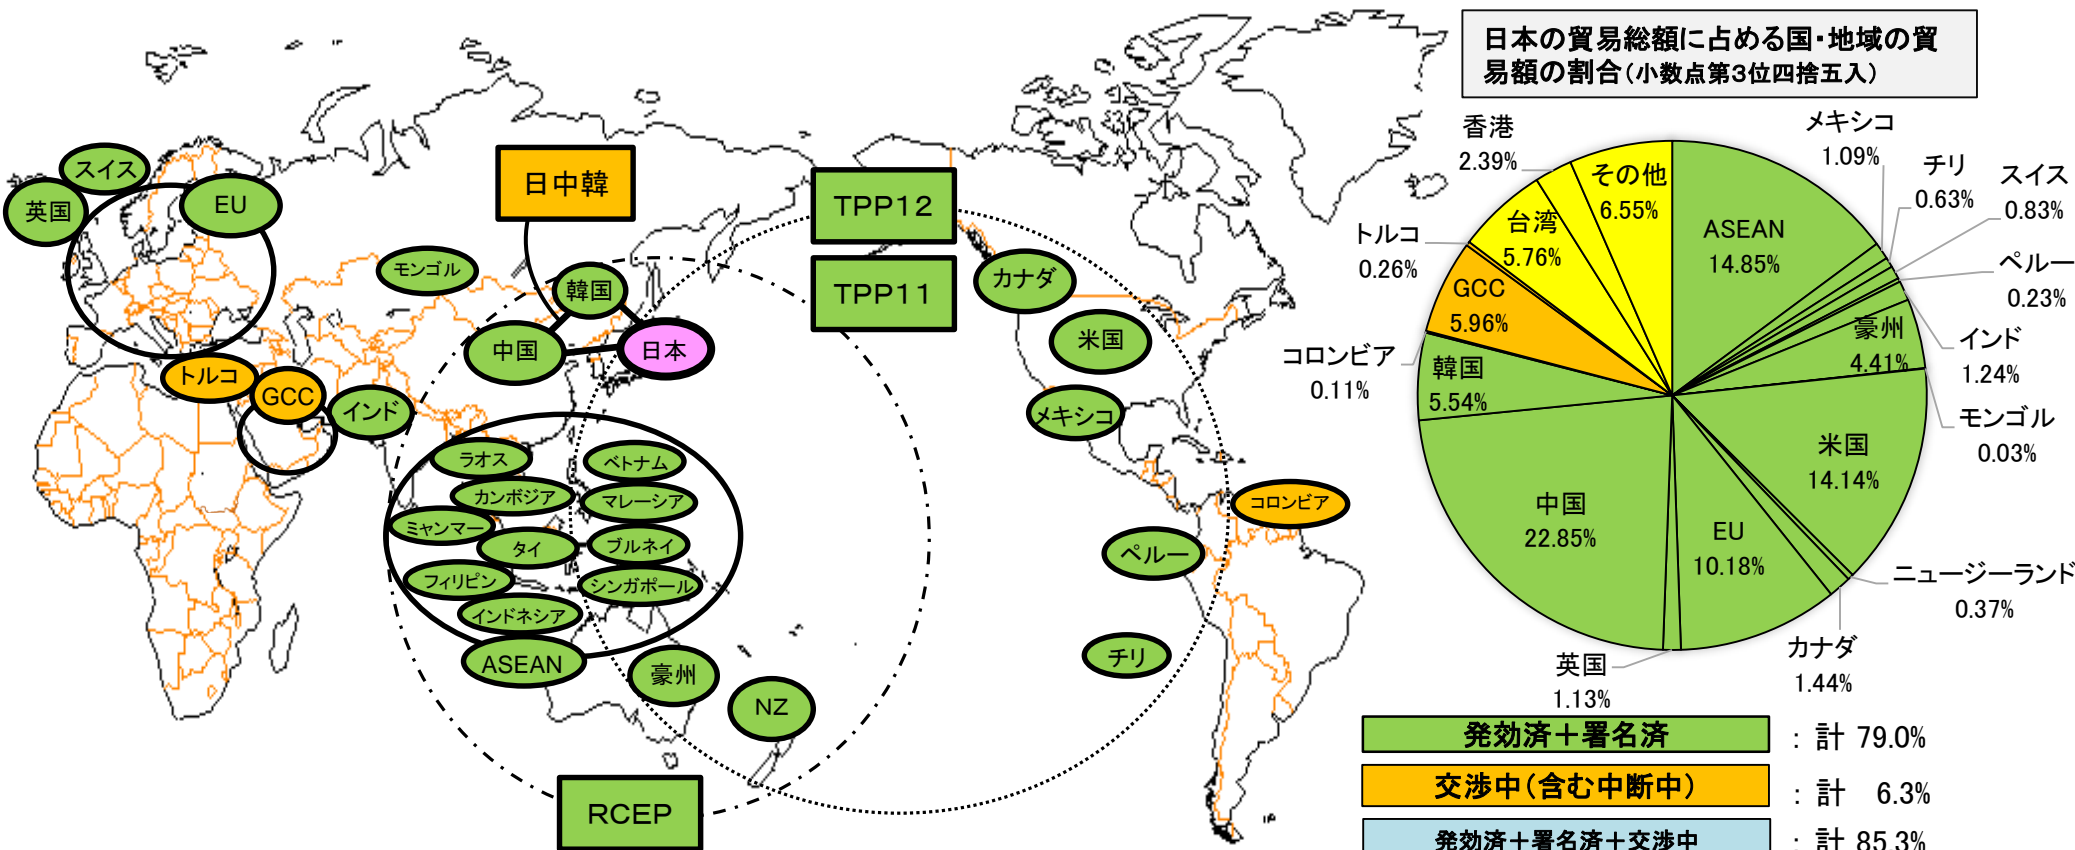 日本の貿易総額に占める国・地域の貿
易額の割合(小数点第3位四捨五入)
スイス
英国
EU
日中韓
モンゴル
韓国
中国
日本
トルコ
GCC
インド
TPP12
TPP11
カナダ
米国
メキシコ
コロンビア
ペルー
チリ
ラオス
ベトナム
カンボジア
マレーシア
ミャンマー
タイ
ブルネイ
フィリピン
シンガポール
インドネシア
ASEAN
豪州
NZ
RCEP
香港
2.39%
その他
6.55%
台湾
5.76%
トルコ
0.26%
GCC
5.96%
コロンビア
0.11%
韓国
5.54%
中国
22.85%
英国
1.13%
EU
10.18%
カナダ
1.44%
ニュージーランド
0.37%
米国
14.14%
モンゴル
0.03%
豪州
4.41%
インド
1.24%
ペルー
0.23%
スイス
0.83%
チリ
0.63%
メキシコ
1.09%
ASEAN
14.85%
発効済+署名済 : 計 79.0%
交渉中(含む中断中) : 計 6.3%
発効済+署名済+交渉中 : 計 85.3%